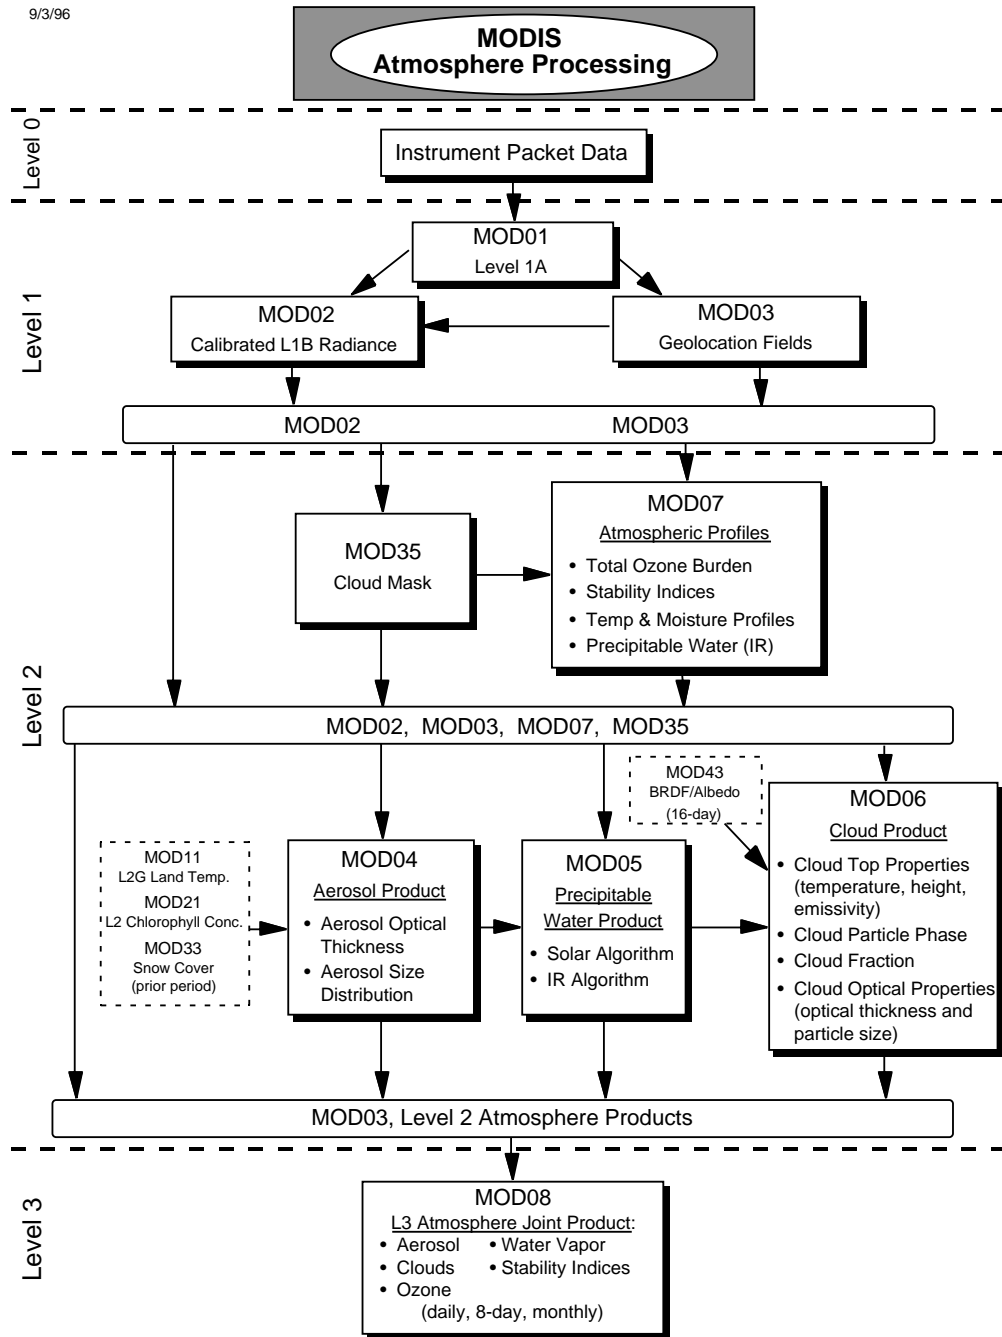 9/3/96
MODIS
Atmosphere Processing
Level 0
Instrument Packet Data
Level 1
MOD01
Level 1A
MOD02
Calibrated L1B Radiance
MOD03
Geolocation Fields
MOD02 MOD03
Level 2
MOD35
Cloud Mask
MOD07
Atmospheric Profiles
• Total Ozone Burden
• Stability Indices
• Temp & Moisture Profiles
• Precipitable Water (IR)
MOD02, MOD03, MOD07, MOD35
MOD11
L2G Land Temp.
MOD21
L2 Chlorophyll Conc.
MOD33
Snow Cover
(prior period)
MOD04
Aerosol Product
• Aerosol Optical
Thickness
• Aerosol Size
Distribution
MOD05
Precipitable
Water Product
• Solar Algorithm
• IR Algorithm
MOD43
BRDF/Albedo
(16-day)
MOD06
Cloud Product
• Cloud Top Properties
(temperature, height,
emissivity)
• Cloud Particle Phase
• Cloud Fraction
• Cloud Optical Properties
(optical thickness and
particle size)
MOD03, Level 2 Atmosphere Products
Level 3
MOD08
L3 Atmosphere Joint Product:
• Aerosol • Water Vapor
• Clouds • Stability Indices
• Ozone
(daily, 8-day, monthly)